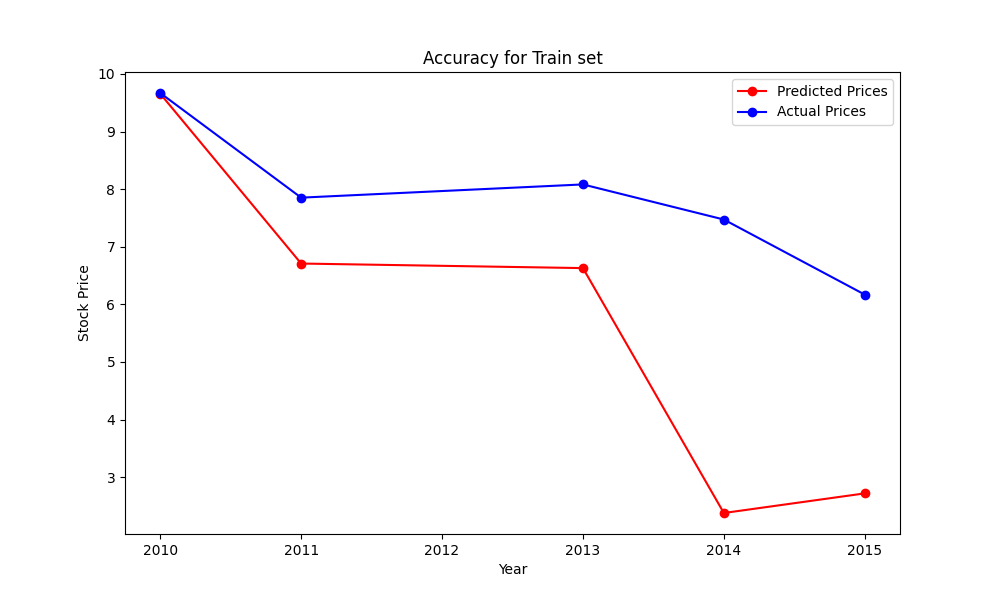 Accuracy for Train set
10
9
8
7
6
5
4
3
Stock Price
Predicted Prices
Actual Prices
2010 2011 2012 2013 2014 2015
Year